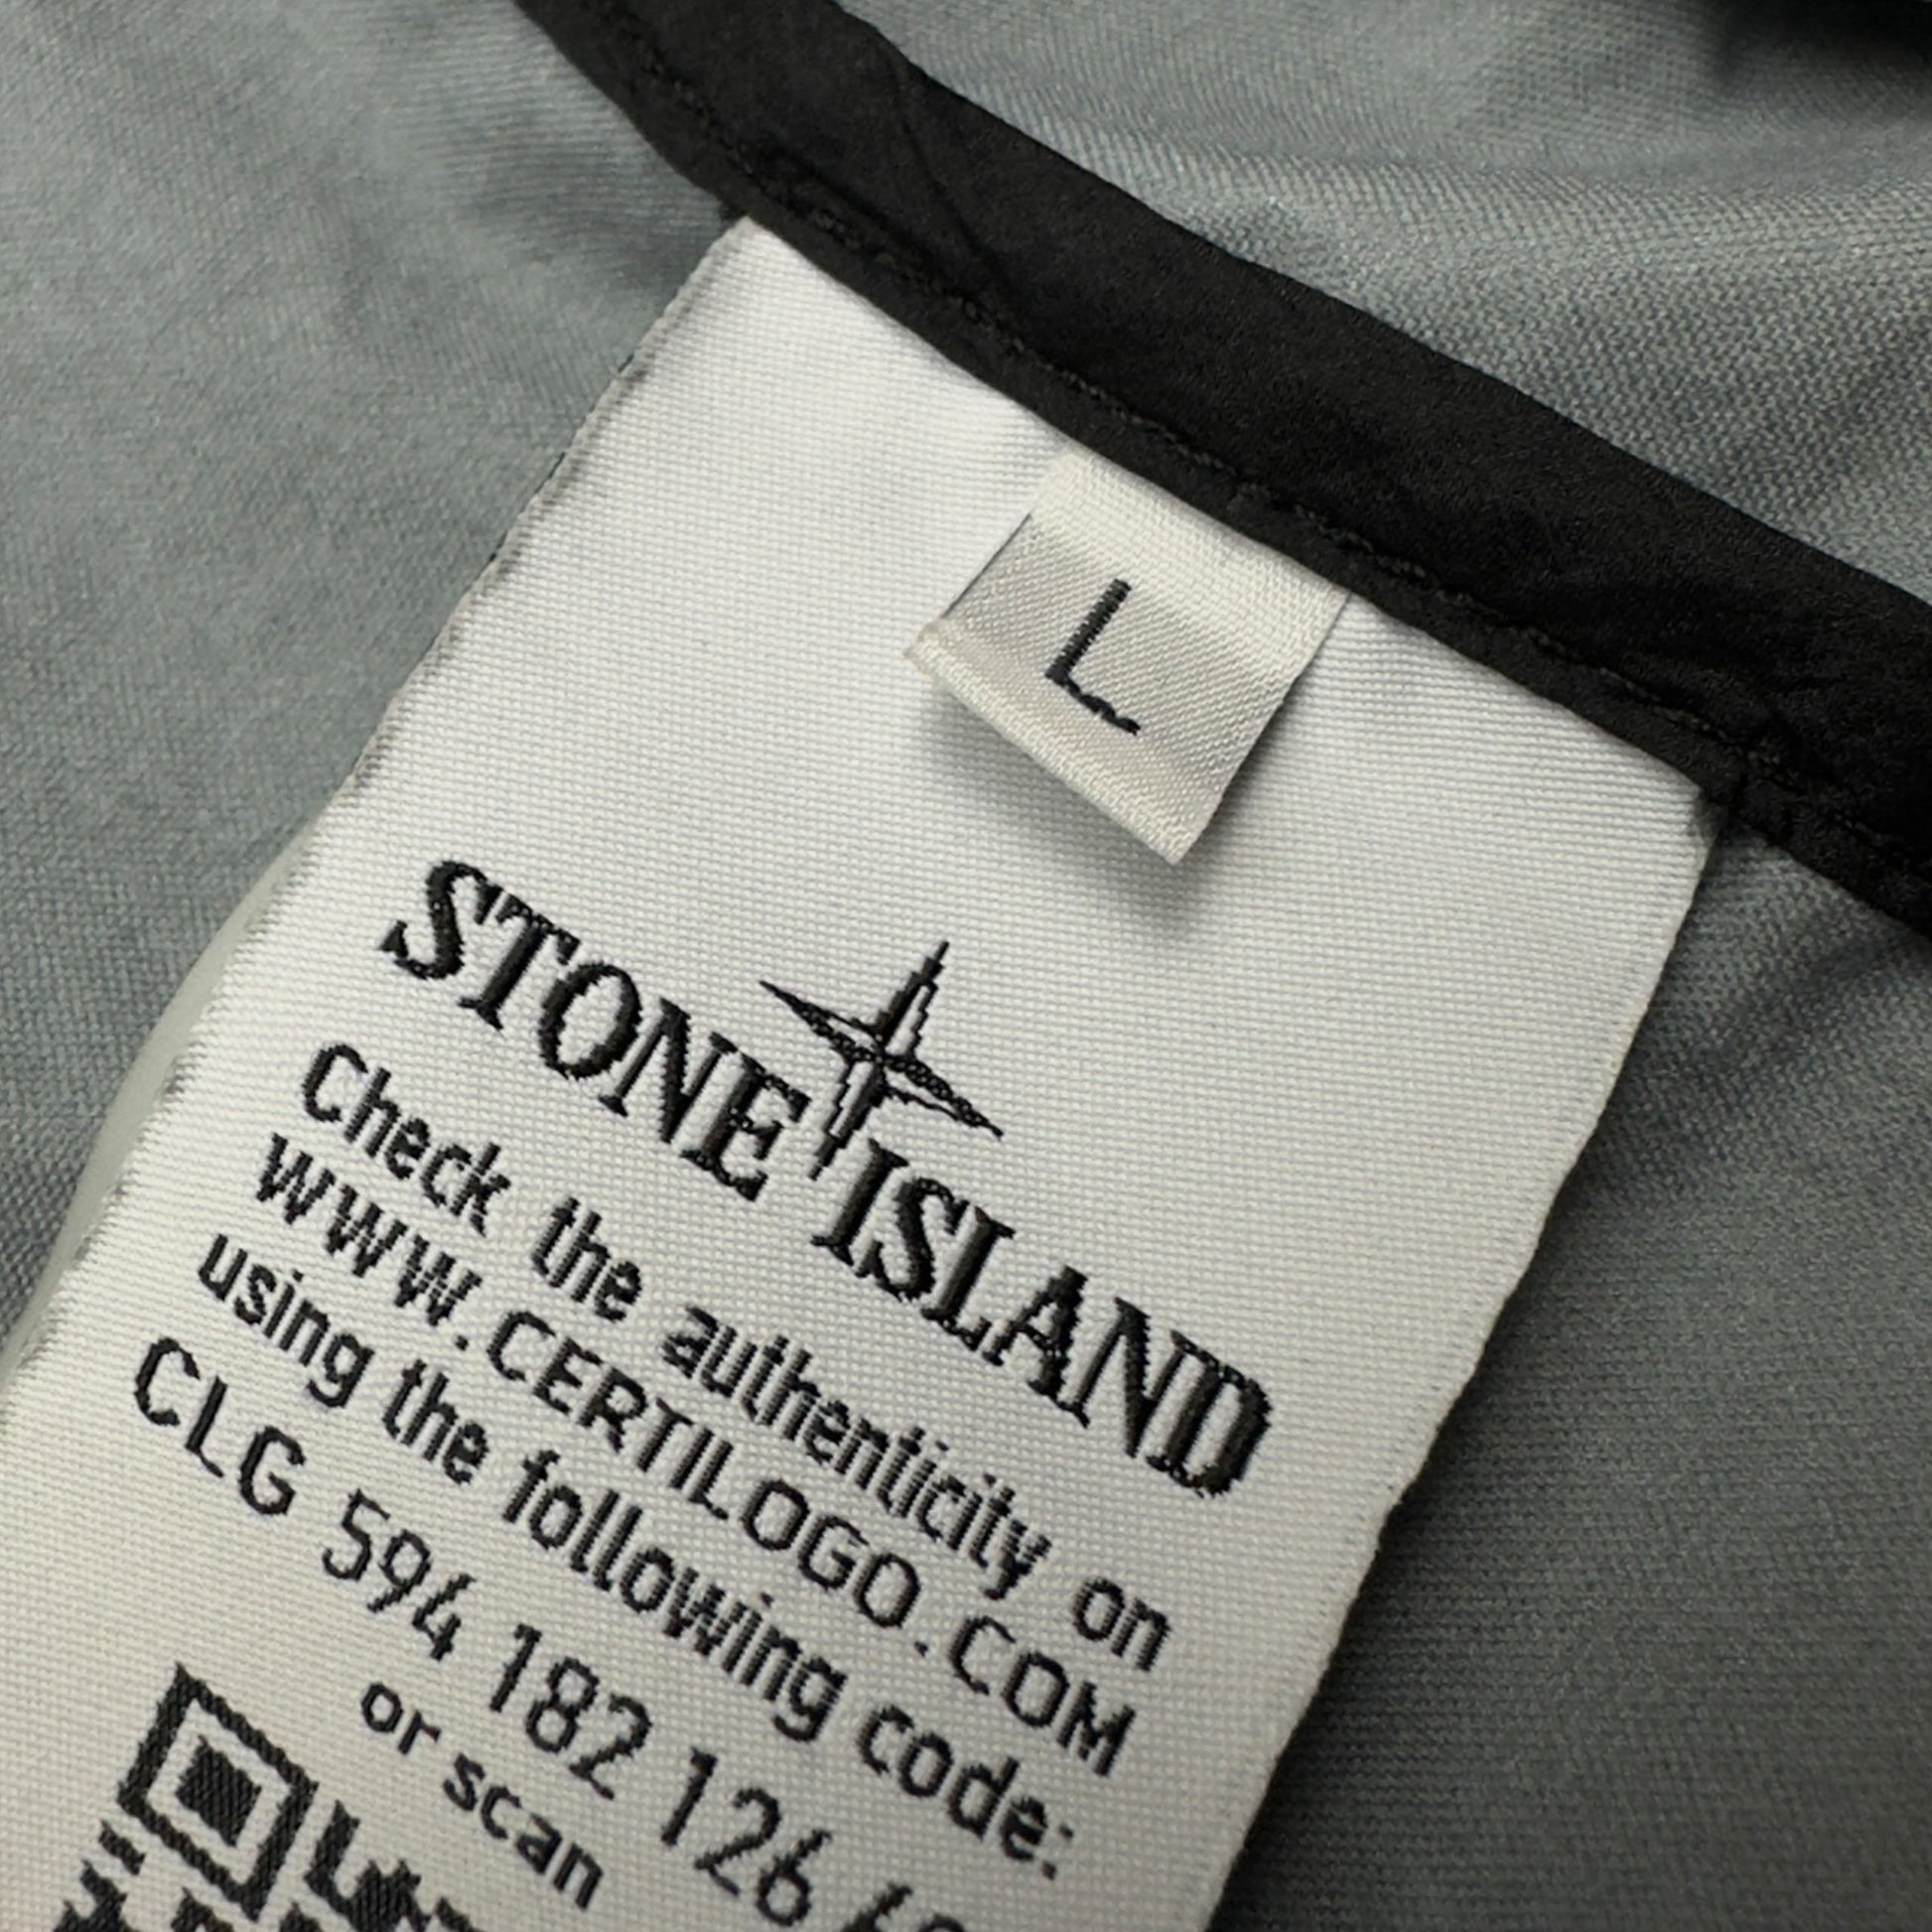 L
STONE ISLAND
Check the authenticity on
WWW.CERTILOGO.COM
using the following code:
CLG 594 182 126
or scan